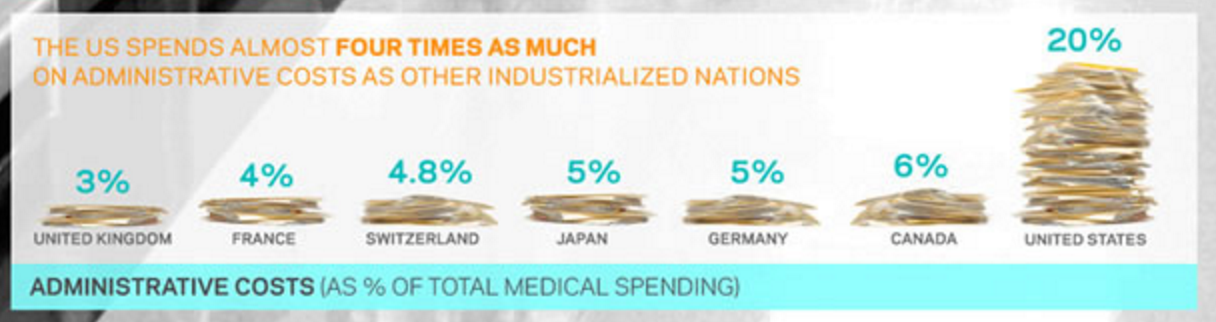 THE US SPENDS ALMOST FOUR TIMES AS MUCH
ON ADMINISTRATIVE COSTS AS OTHER INDUSTRIALIZED NATIONS
3%
4%
4.8%
5%
5%
6%
20%
UNITED KINGDOM
FRANCE
SWITZERLAND
JAPAN
GERMANY
CANADA
UNITED STATES
ADMINISTRATIVE COSTS (AS % OF TOTAL MEDICAL SPENDING)